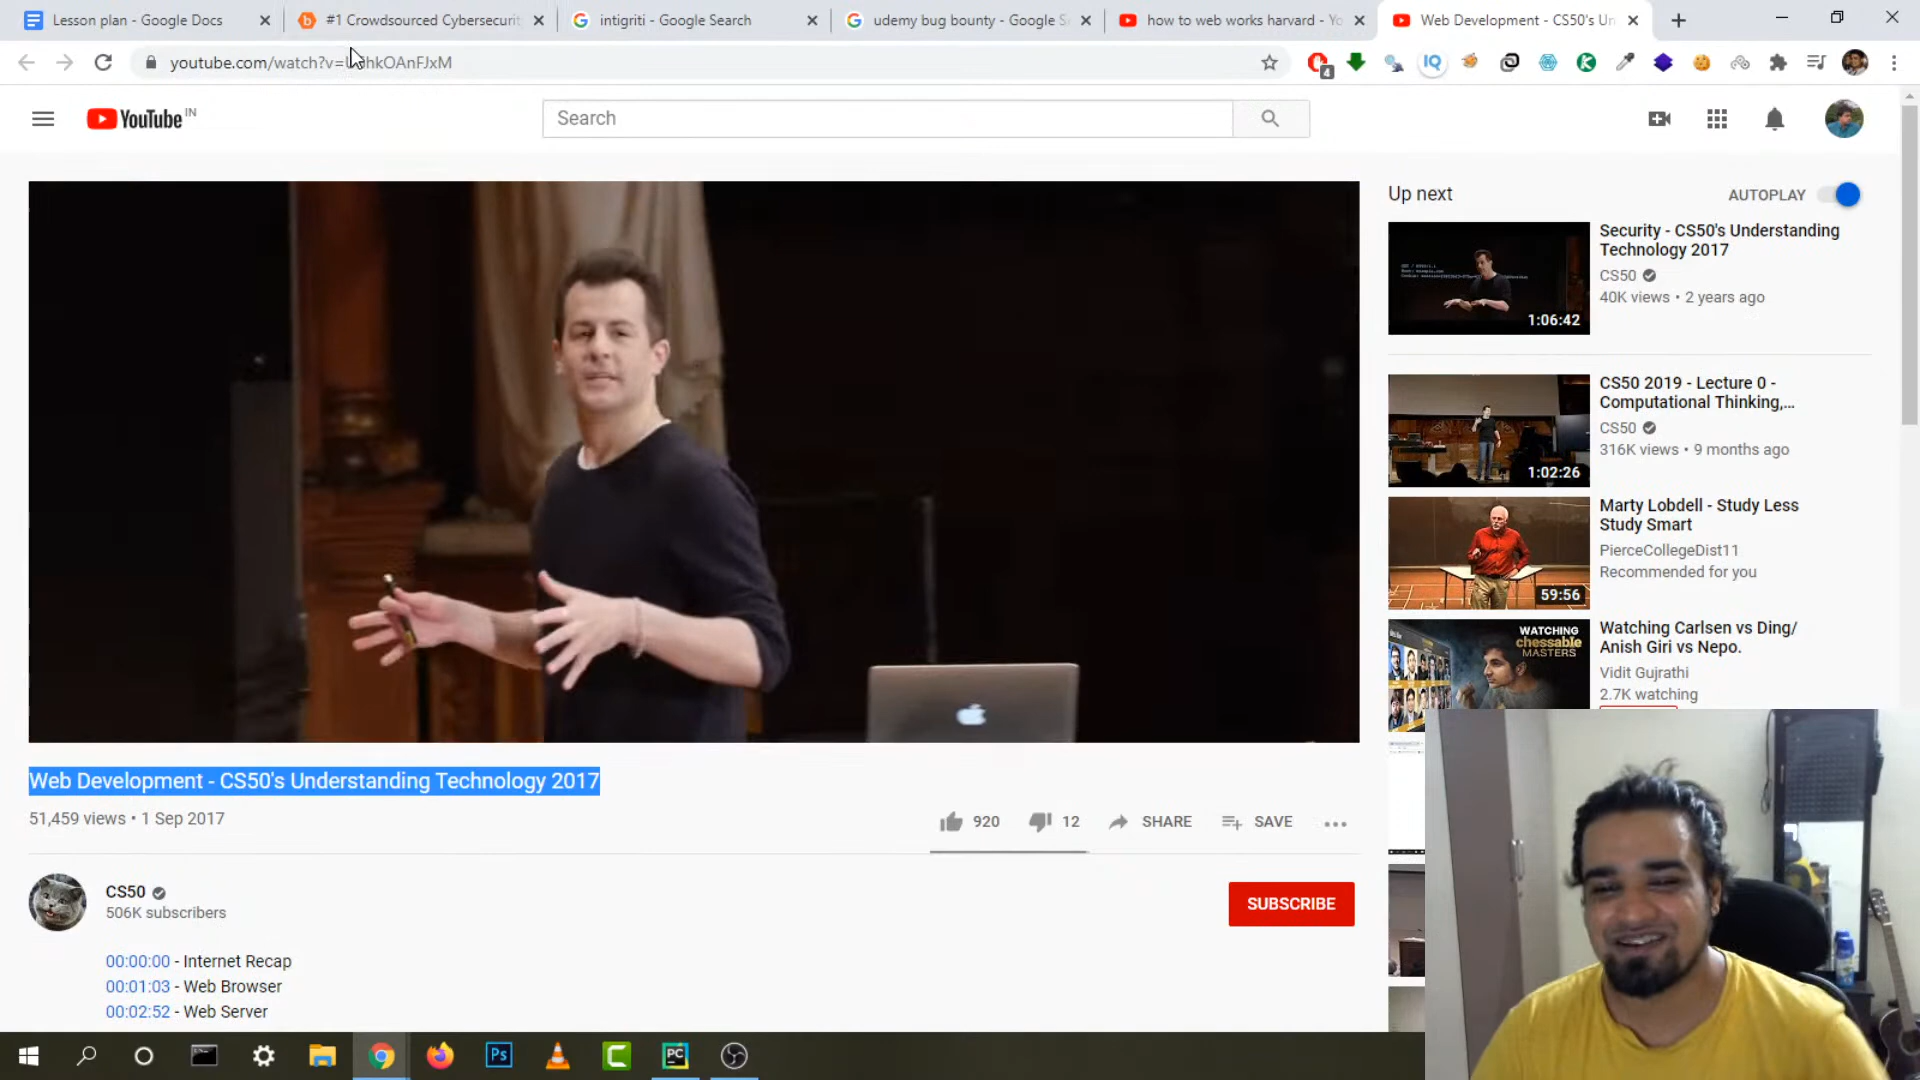 Lesson plan - Google Docs
#1 Crowdsourced Cybersecurit
intigriti - Google Search
udemy bug bounty - Google S
how to web works harvard - Yo
Web Development - CS50's Un
youtube.com/watch?v=
hkOAnFJxM
4
IQ
YouTube IN
Search
Up next
AUTOPLAY
Security - CS50's Understanding
Technology 2017
CS50
40K views • 2 years ago
1:06:42
CS50 2019 - Lecture 0 -
Computational Thinking,...
CS50
316K views • 9 months ago
1:02:26
Marty Lobdell - Study Less
Study Smart
PierceCollegeDist11
Recommended for you
59:56
WATCHING
chessable
MASTERS
Watching Carlsen vs Ding/
Anish Giri vs Nepo.
Vidit Gujrathi
2.7K watching
Web Development - CS50's Understanding Technology 2017
51,459 views • 1 Sep 2017
920
12
SHARE
SAVE
CS50
506K subscribers
SUBSCRIBE
00:00:00 - Internet Recap
00:01:03 - Web Browser
00:02:52 - Web Server
Ps
C
PC